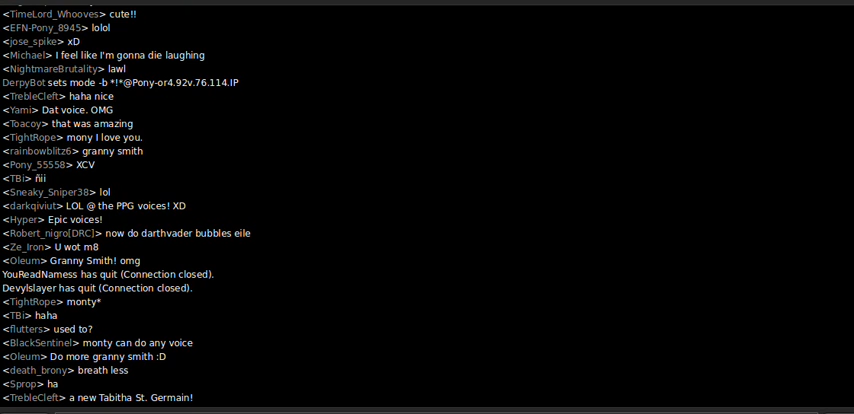 <TimeLord_Whooves> cute!!
<EFN-Pony_8945> lolol
<jose_spike> xD
<Michael> I feel like I'm gonna die laughing
<NightmareBrutality> lawl
DerpyBot sets mode -b *!*@Pony-or4.92v.76.114.IP
<TrebleCleft> haha nice
<Yami> Dat voice. OMG
<Toacoy> that was amazing
<TightRope> mony I love you.
<rainbowblitz6> granny smith
<Pony_55558> XCV
<TBi> ñii
<Sneaky_Sniper38> lol
<darkqiviut> LOL @ the PPG voices! XD
<Hyper> Epic voices!
<Robert_nigro[DRC]> now do darthvader bubbles eile
<Ze_Iron> U wot m8
<Oleum> Granny Smith! omg
YouReadNamess has quit (Connection closed).
Devylslayer has quit (Connection closed).
<TightRope> monty*
<TBi> haha
<flutters> used to?
<BlackSentinel> monty can do any voice
<Oleum> Do more granny smith :D
<death_brony> breath less
<Sprop> ha
<TrebleCleft> a new Tabitha St. Germain!